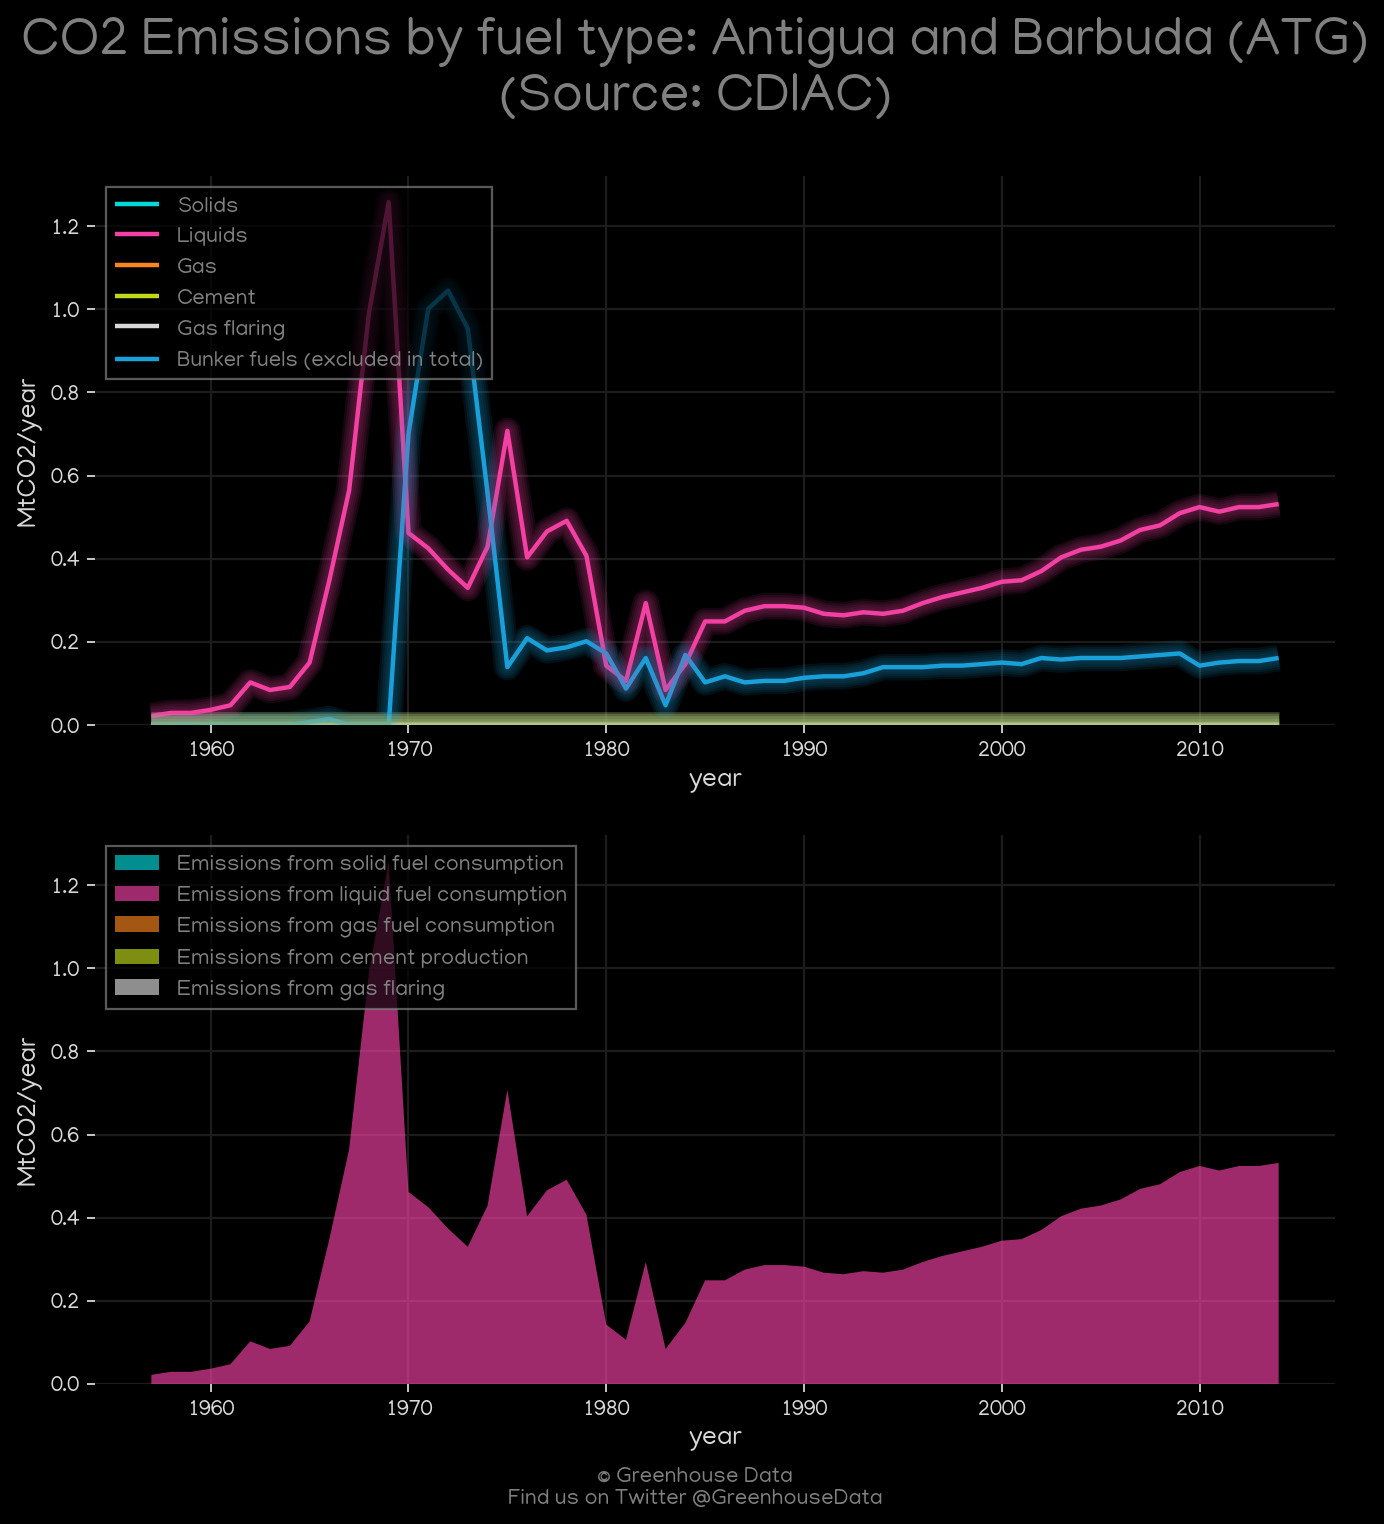 CO2 Emissions by fuel type: Antigua and Barbuda (ATG)
(Source: CDIAC)
Solids
Liquids
Gas
Cement
Gas flaring
Bunker fuels (excluded in total)
1.2
1.0
0.8
0.6
0.4
0.2
0.0
MtCO2/year
1960 1970 1980 1990 2000 2010
year
Emissions from solid fuel consumption
Emissions from liquid fuel consumption
Emissions from gas fuel consumption
Emissions from cement production
Emissions from gas flaring
1.2
1.0
0.8
0.6
0.4
0.2
0.0
MtCO2/year
1960 1970 1980 1990 2000 2010
year
© Greenhouse Data
Find us on Twitter @GreenhouseData